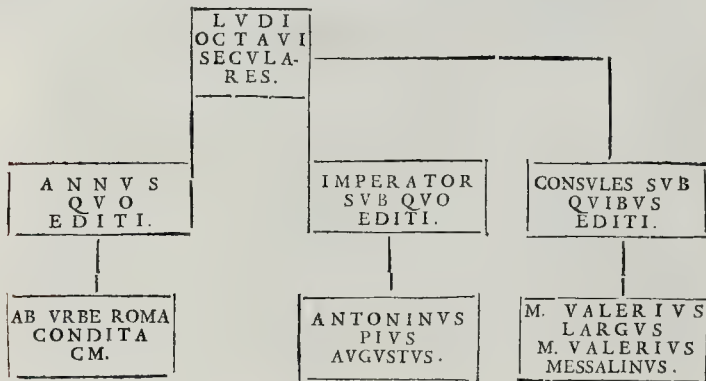 LVDI
OCTAVI
SECVLA-
RES.
ANNVS
QVO
EDITI.
IMPERATOR
SVB QVO
EDITI.
CONSVLES SVB
QVIBVS
EDITI.
AB VRBE ROMA
CONDITA
CM.
ANTONINVS
PIVS
AVGVSTVS.
M. VALERIVS
LARGVS
M. VALERIVS
MESSALINVS.